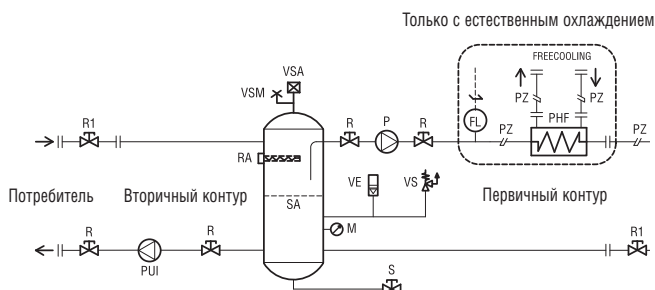 Только с естественным охлаждением
FREECOOLING
VSA
VSM
PZ PZ
R1 R P R FL PZ PHF PZ
RA
VE VS
Потребитель Вторичный контур SA Первичный контур
R R M R1
PUI S